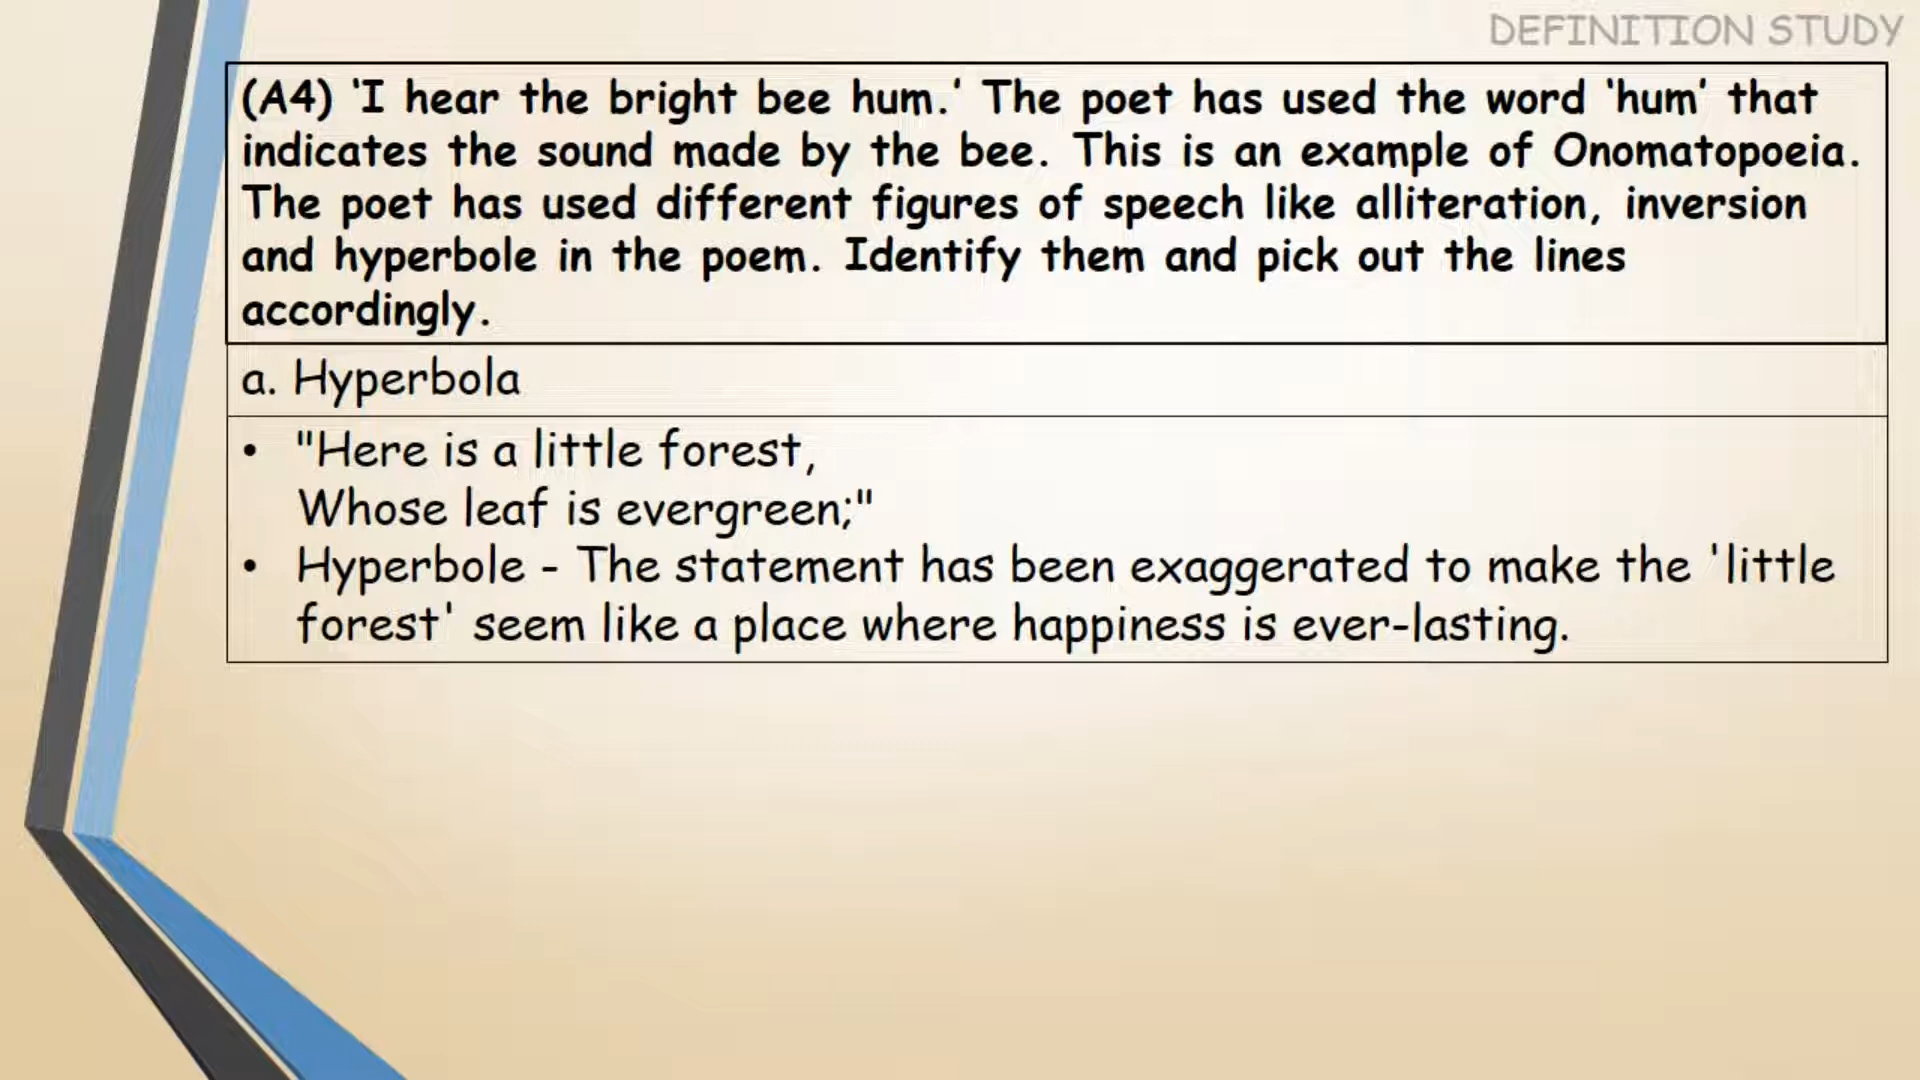 DEFINITION STUDY
(A4) ‘I hear the bright bee hum.’ The poet has used the word ‘hum’ that
indicates the sound made by the bee. This is an example of Onomatopoeia.
The poet has used different figures of speech like alliteration, inversion
and hyperbole in the poem. Identify them and pick out the lines
accordingly.
a. Hyperbola
• "Here is a little forest,
Whose leaf is evergreen;"
• Hyperbole - The statement has been exaggerated to make the 'little
forest' seem like a place where happiness is ever-lasting.